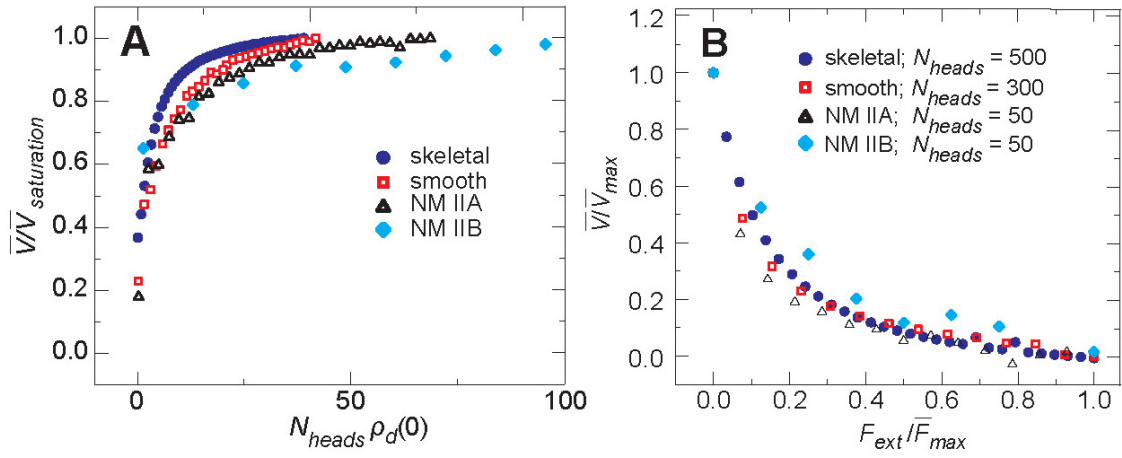 A
1.0
0.8
0.6
0.4
0.2
0.0
V̅/V̅ saturation
skeletal
smooth
NM IIA
NM IIB
0 50 100
N heads ρ d (0)
B
1.2
1.0
0.8
0.6
0.4
0.2
0.0
V̅/V̅ max
skeletal; N heads = 500
smooth; N heads = 300
NM IIA; N heads = 50
NM IIB; N heads = 50
0.0 0.2 0.4 0.6 0.8 1.0
F ext /F̅ max